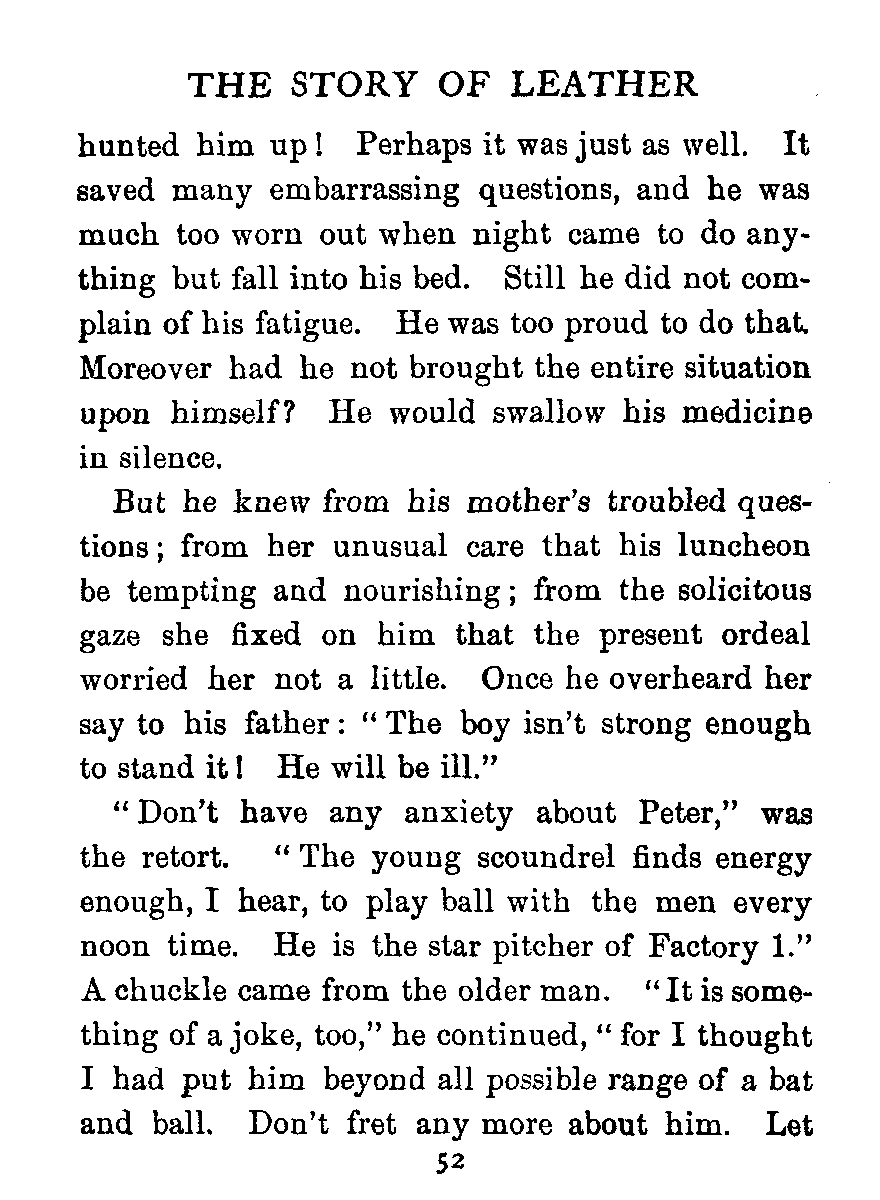 THE STORY OF LEATHER
hunted him up! Perhaps it was just as well. It
saved many embarrassing questions, and he was
much too worn out when night came to do any-
thing but fall into his bed. Still he did not com-
plain of his fatigue. He was too proud to do that.
Moreover had he not brought the entire situation
upon himself? He would swallow his medicine
in silence.
But he knew from his mother's troubled ques-
tions; from her unusual care that his luncheon
be tempting and nourishing; from the solicitous
gaze she fixed on him that the present ordeal
worried her not a little. Once he overheard her
say to his father: "The boy isn't strong enough
to stand it! He will be ill."
"Don't have any anxiety about Peter," was
the retort. "The young scoundrel finds energy
enough, I hear, to play ball with the men every
noon time. He is the star pitcher of Factory 1."
A chuckle came from the older man. "It is some-
thing of a joke, too," he continued, "for I thought
I had put him beyond all possible range of a bat
and ball. Don't fret any more about him. Let
52